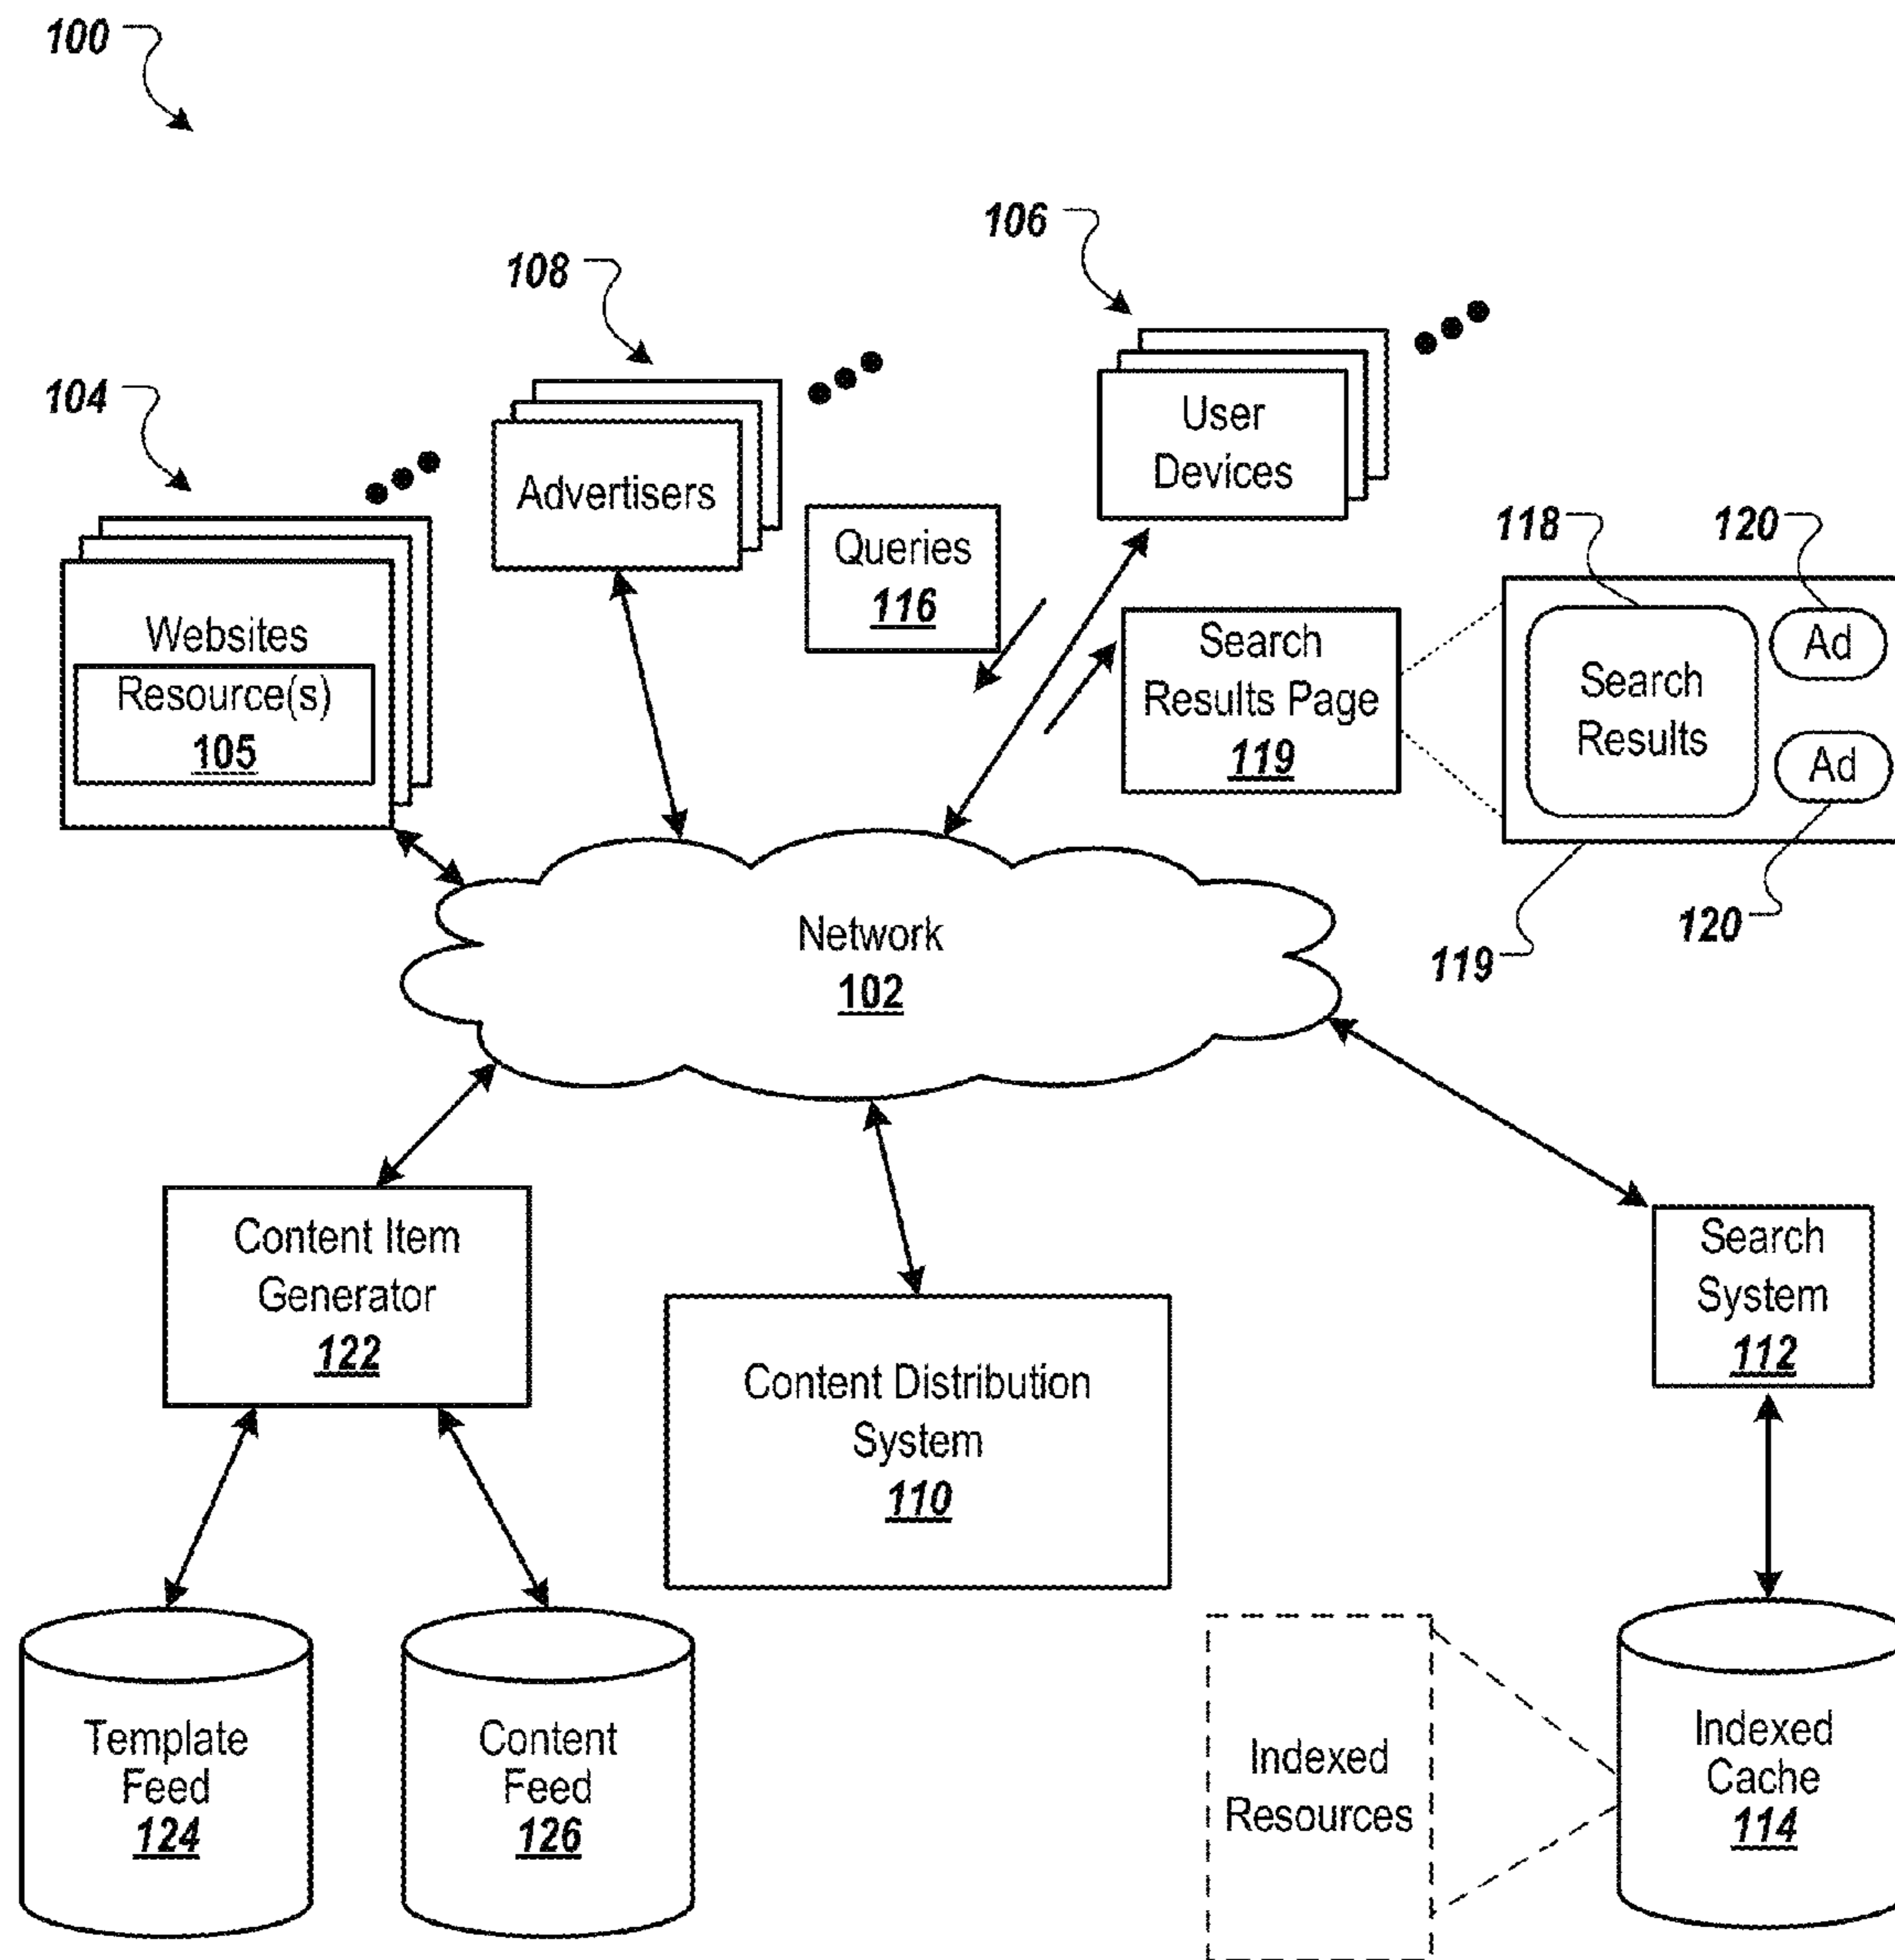 100
106
108
104
User
Devices
Advertisers
Queries
116
118
120
Websites
Resource(s)
105
Search
Results Page
119
Search
Results
Ad
Ad
Network
102
120
119
Content Item
Generator
122
Search
System
112
Content Distribution
System
110
Template
Feed
124
Content
Feed
126
Indexed
Resources
Indexed
Cache
114